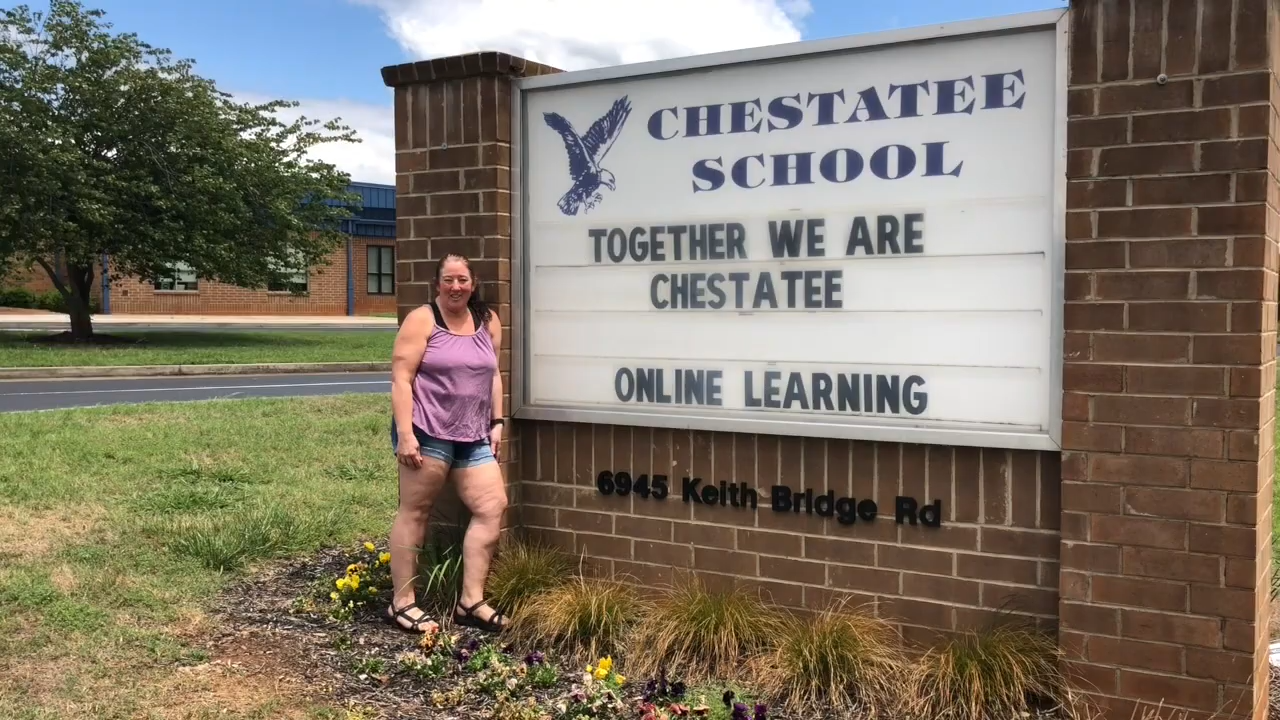 CHESTATEE
SCHOOL
TOGETHER WE ARE
CHESTATEE
ONLINE LEARNING
6945 Keith Bridge Rd